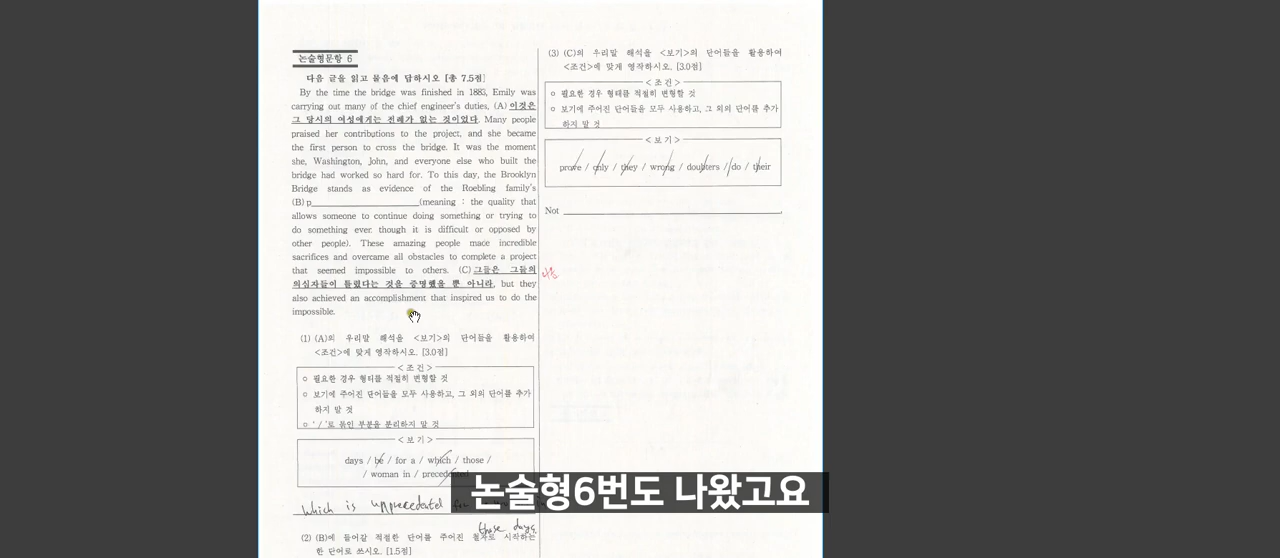 논술형문항 6
다음 글을 읽고 물음에 답하시오 [총 7.5점]
By the time the bridge was finished in 1883, Emily was
carrying out many of the chief engineer's duties, (A) 이것은
그 당시의 여성에게는 전례가 없는 것이었다. Many people
praised her contributions to the project, and she became
the first person to cross the bridge. It was the moment
she, Washington, John, and everyone else who built the
bridge had worked so hard for. To this day, the Brooklyn
Bridge stands as evidence of the Roebling family's
(B) p____________(meaning : the quality that
allows someone to continue doing something or trying to
do something even though it is difficult or opposed by
other people). These amazing people made incredible
sacrifices and overcame all obstacles to complete a project
that seemed impossible to others. (C) 그들은 그들의
의심자들이 틀렸다는 것을 증명했을 뿐 아니라, but they
also achieved an accomplishment that inspired us to do the
impossible.
(1) (A)의 우리말 해석을 <보기>의 단어들을 활용하여
<조건>에 맞게 영작하시오. [3.0점]
<조건>
○ 필요한 경우 형태를 적절히 변형할 것
○ 보기에 주어진 단어들을 모두 사용하고, 그 외의 단어를 추가
하지 말 것
○ '/'로 묶인 부분을 분리하지 말 것
<보기>
days / be / for a / which / those /
/ woman in / precedented
which is upprecedented for
those days.
(2) (B)에 들어갈 적절한 단어를 주어진 철자로 시작하는
한 단어로 쓰시오. [1.5점]
(3) (C)의 우리말 해석을 <보기>의 단어들을 활용하여
<조건>에 맞게 영작하시오. [3.0점]
<조건>
○ 필요한 경우 형태를 적절히 변형할 것
○ 보기에 주어진 단어들을 모두 사용하고, 그 외의 단어를 추가
하지 말 것
<보기>
prove / only / they / wrong / doubters / do / their
Not ____________.
논술형6번도 나왔고요